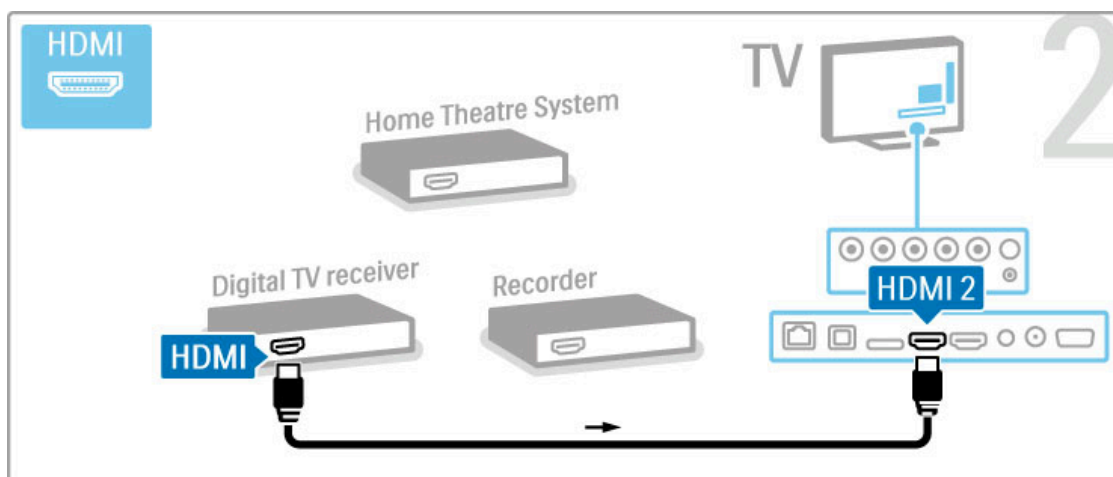 HDMI
TV
2
Home Theatre System
Digital TV receiver
Recorder
HDMI 2
HDMI